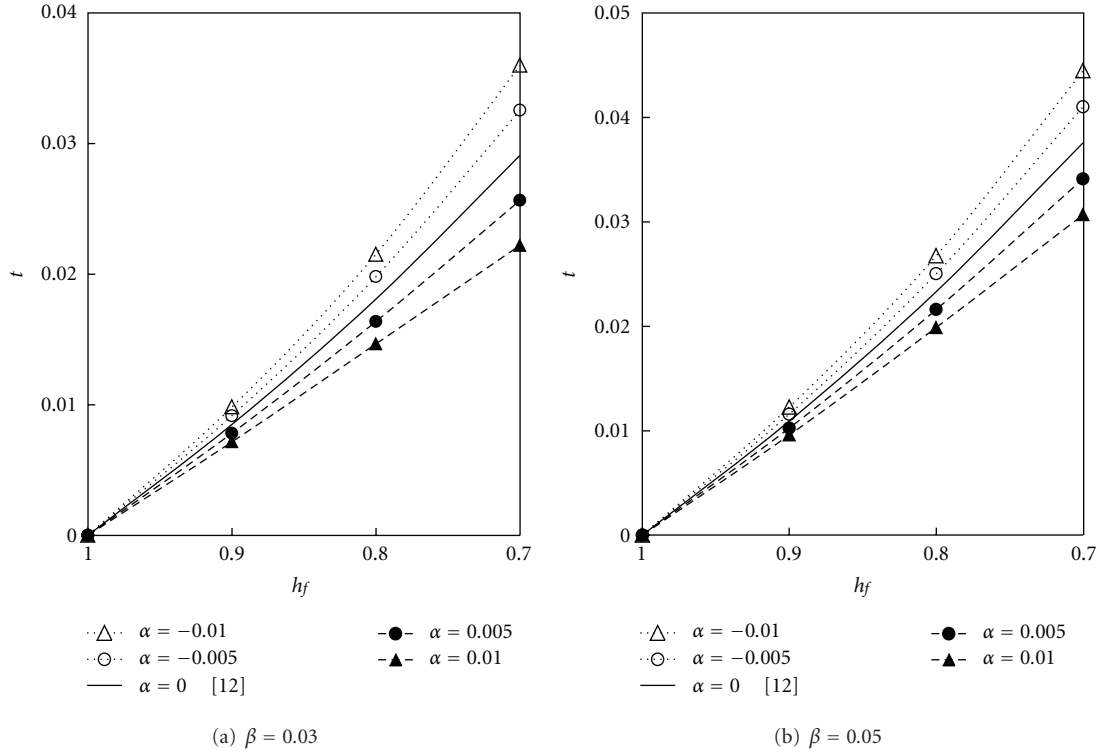 0.04
0.03
0.02
0.01
0
t
1 0.9 0.8 0.7
hf
α = −0.01
α = −0.005
α = 0 [12]
α = 0.005
α = 0.01
(a) β = 0.03
0.05
0.04
0.03
0.02
0.01
0
t
1 0.9 0.8 0.7
hf
α = −0.01
α = −0.005
α = 0 [12]
α = 0.005
α = 0.01
(b) β = 0.05